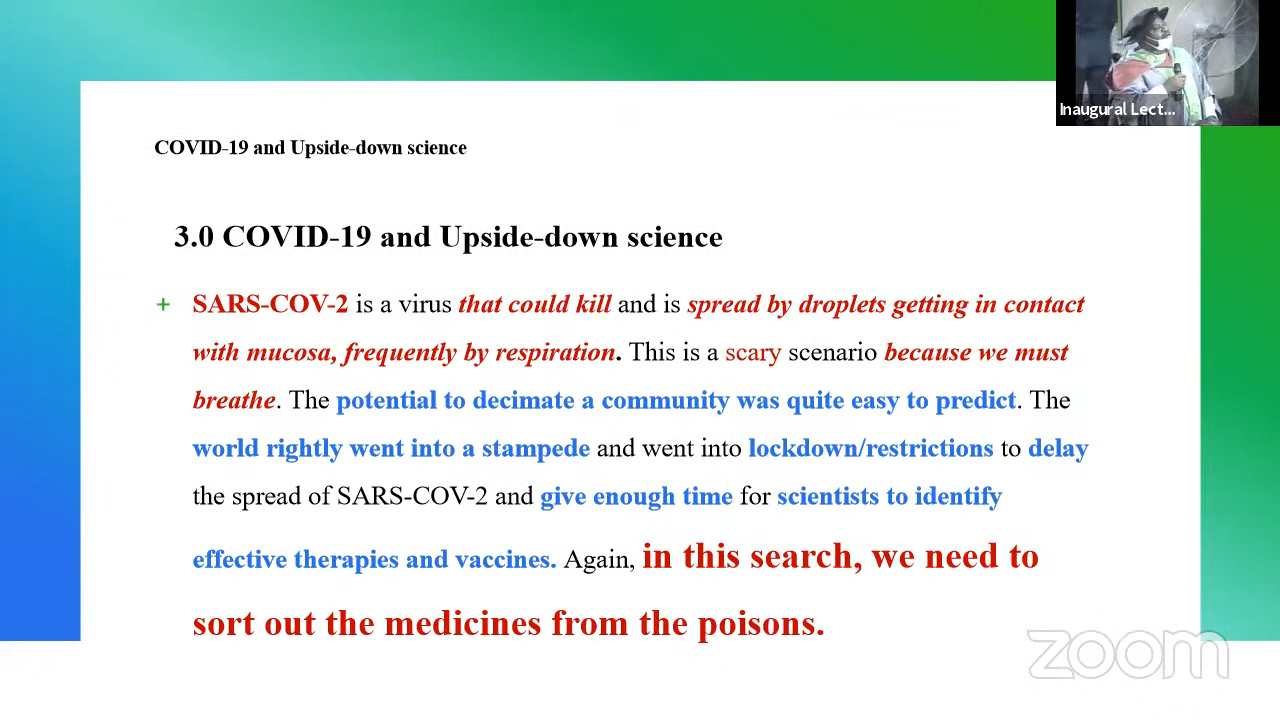 Inaugural Lect...
COVID-19 and Upside-down science
3.0 COVID-19 and Upside-down science
+ SARS-COV-2 is a virus that could kill and is spread by droplets getting in contact
with mucosa, frequently by respiration. This is a scary scenario because we must
breathe. The potential to decimate a community was quite easy to predict. The
world rightly went into a stampede and went into lockdown/restrictions to delay
the spread of SARS-COV-2 and give enough time for scientists to identify
effective therapies and vaccines. Again, in this search, we need to
sort out the medicines from the poisons.
zoom